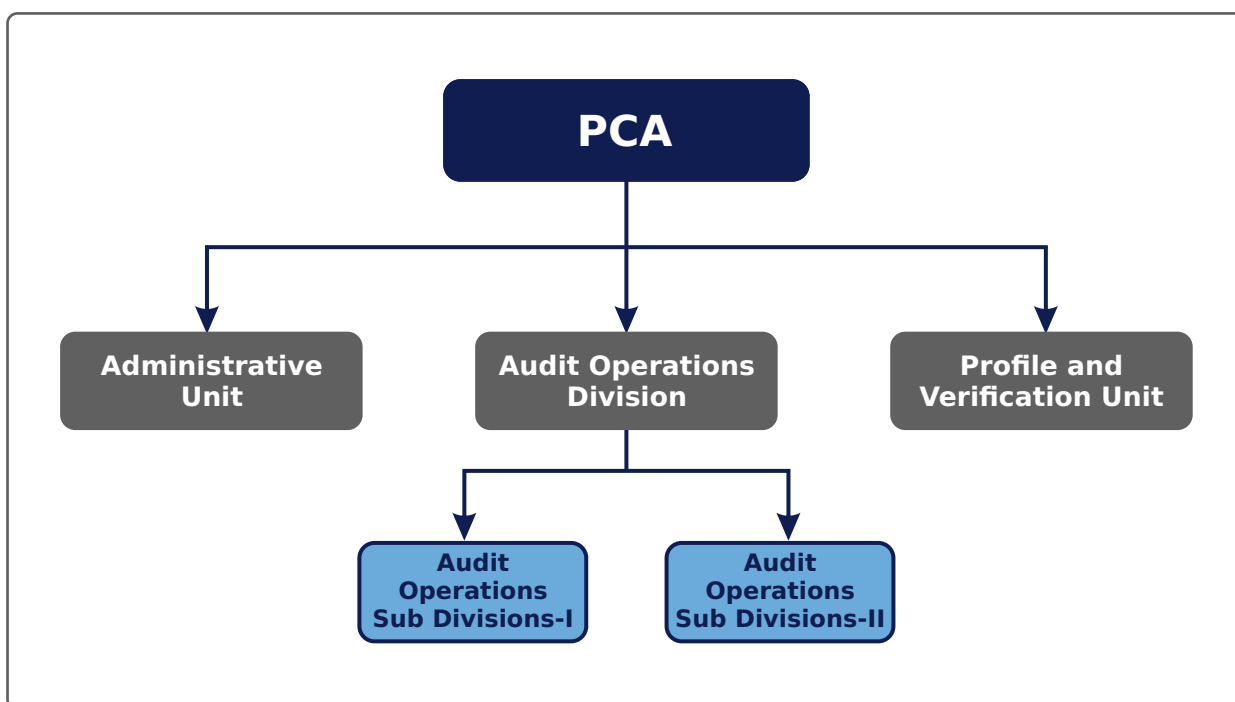 PCA
Administrative
Unit
Audit Operations
Division
Profile and
Verification Unit
Audit
Operations
Sub Divisions-I
Audit
Operations
Sub Divisions-II